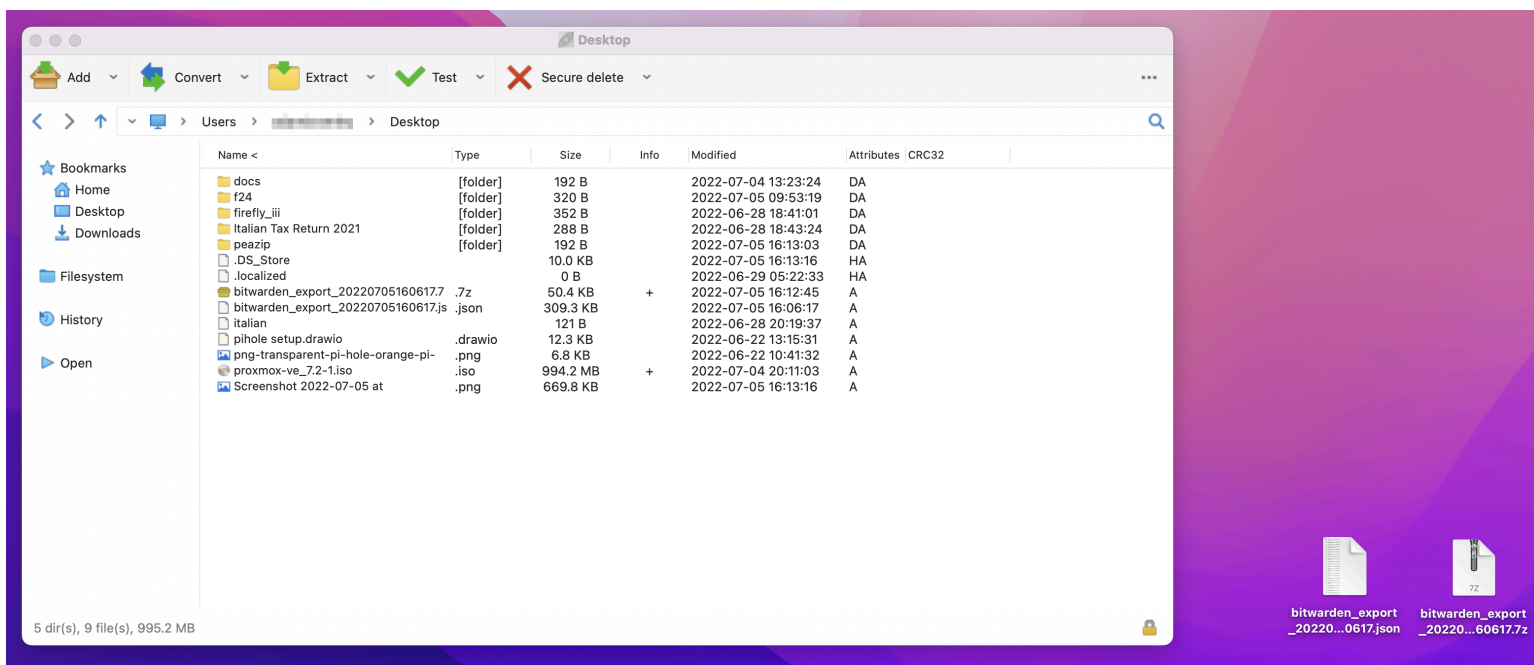 Desktop
Add Convert Extract Test Secure delete
Users > > Desktop
Name < Type Size Info Modified Attributes CRC32
Bookmarks
Home
Desktop
Downloads
Filesystem
History
Open
docs [folder] 192 B 2022-07-04 13:23:24 DA
f24 [folder] 320 B 2022-07-05 09:53:19 DA
firefly_iii [folder] 352 B 2022-06-28 18:41:01 DA
Italian Tax Return 2021 [folder] 288 B 2022-06-28 18:43:24 DA
peazip [folder] 192 B 2022-07-05 16:13:03 DA
.DS_Store 10.0 KB 2022-07-05 16:13:16 HA
.localized 0 B 2022-06-29 05:22:33 HA
bitwarden_export_20220705160617.7 .7z 50.4 KB + 2022-07-05 16:12:45 A
bitwarden_export_20220705160617.js .json 309.3 KB 2022-07-05 16:06:17 A
italian 121 B 2022-06-28 20:19:37 A
pihole setup.drawio .drawio 12.3 KB 2022-06-22 13:15:31 A
png-transparent-pi-hole-orange-pi- .png 6.8 KB 2022-06-22 10:41:32 A
proxmox-ve_7.2-1.iso .iso 994.2 MB + 2022-07-04 20:11:03 A
Screenshot 2022-07-05 at .png 669.8 KB 2022-07-05 16:13:16 A
5 dir(s), 9 file(s), 995.2 MB
7Z
bitwarden_export
_20220...0617.json
bitwarden_export
_20220...60617.7z